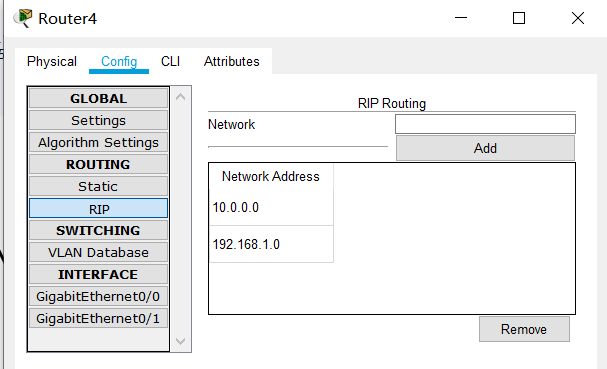 Router4
Physical Config CLI Attributes
GLOBAL
Settings
Algorithm Settings
ROUTING
Static
RIP
SWITCHING
VLAN Database
INTERFACE
GigabitEthernet0/0
GigabitEthernet0/1
RIP Routing
Network
Add
Network Address
10.0.0.0
192.168.1.0
Remove